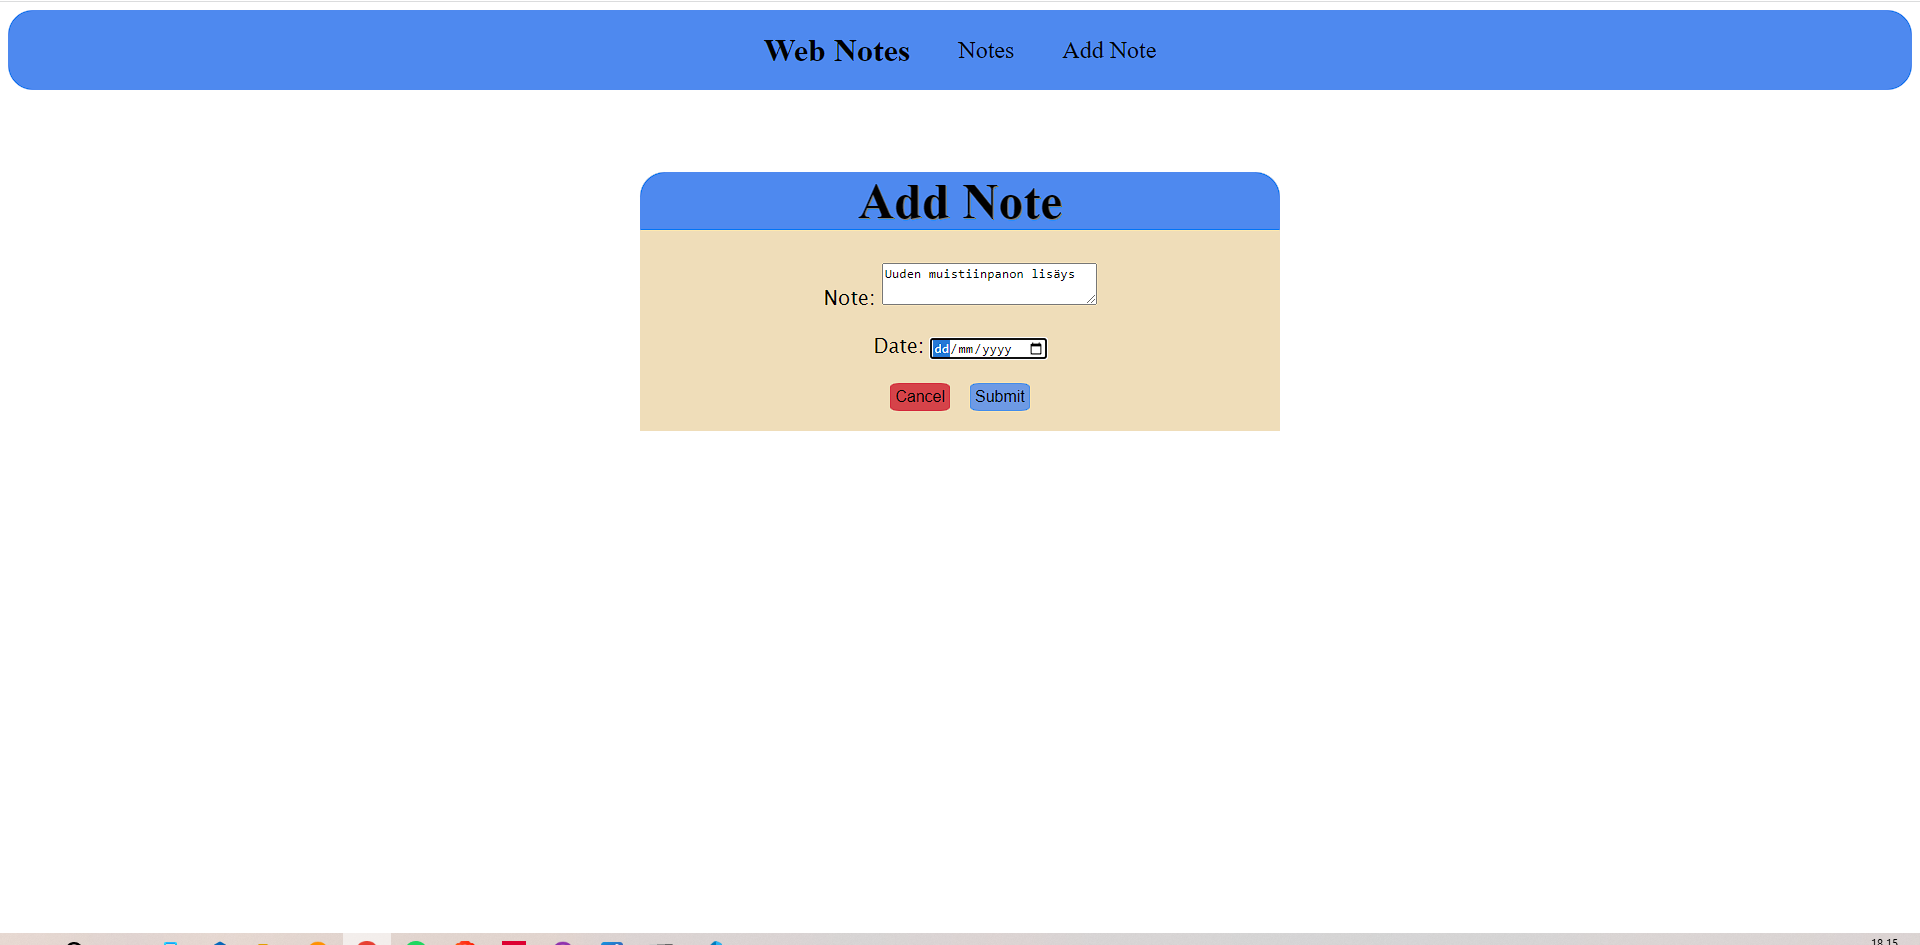 Web Notes Notes Add Note
Add Note
Note: Uuden muistiinpanon lisäys
Date: dd/mm/yyyy
Cancel Submit
18.15